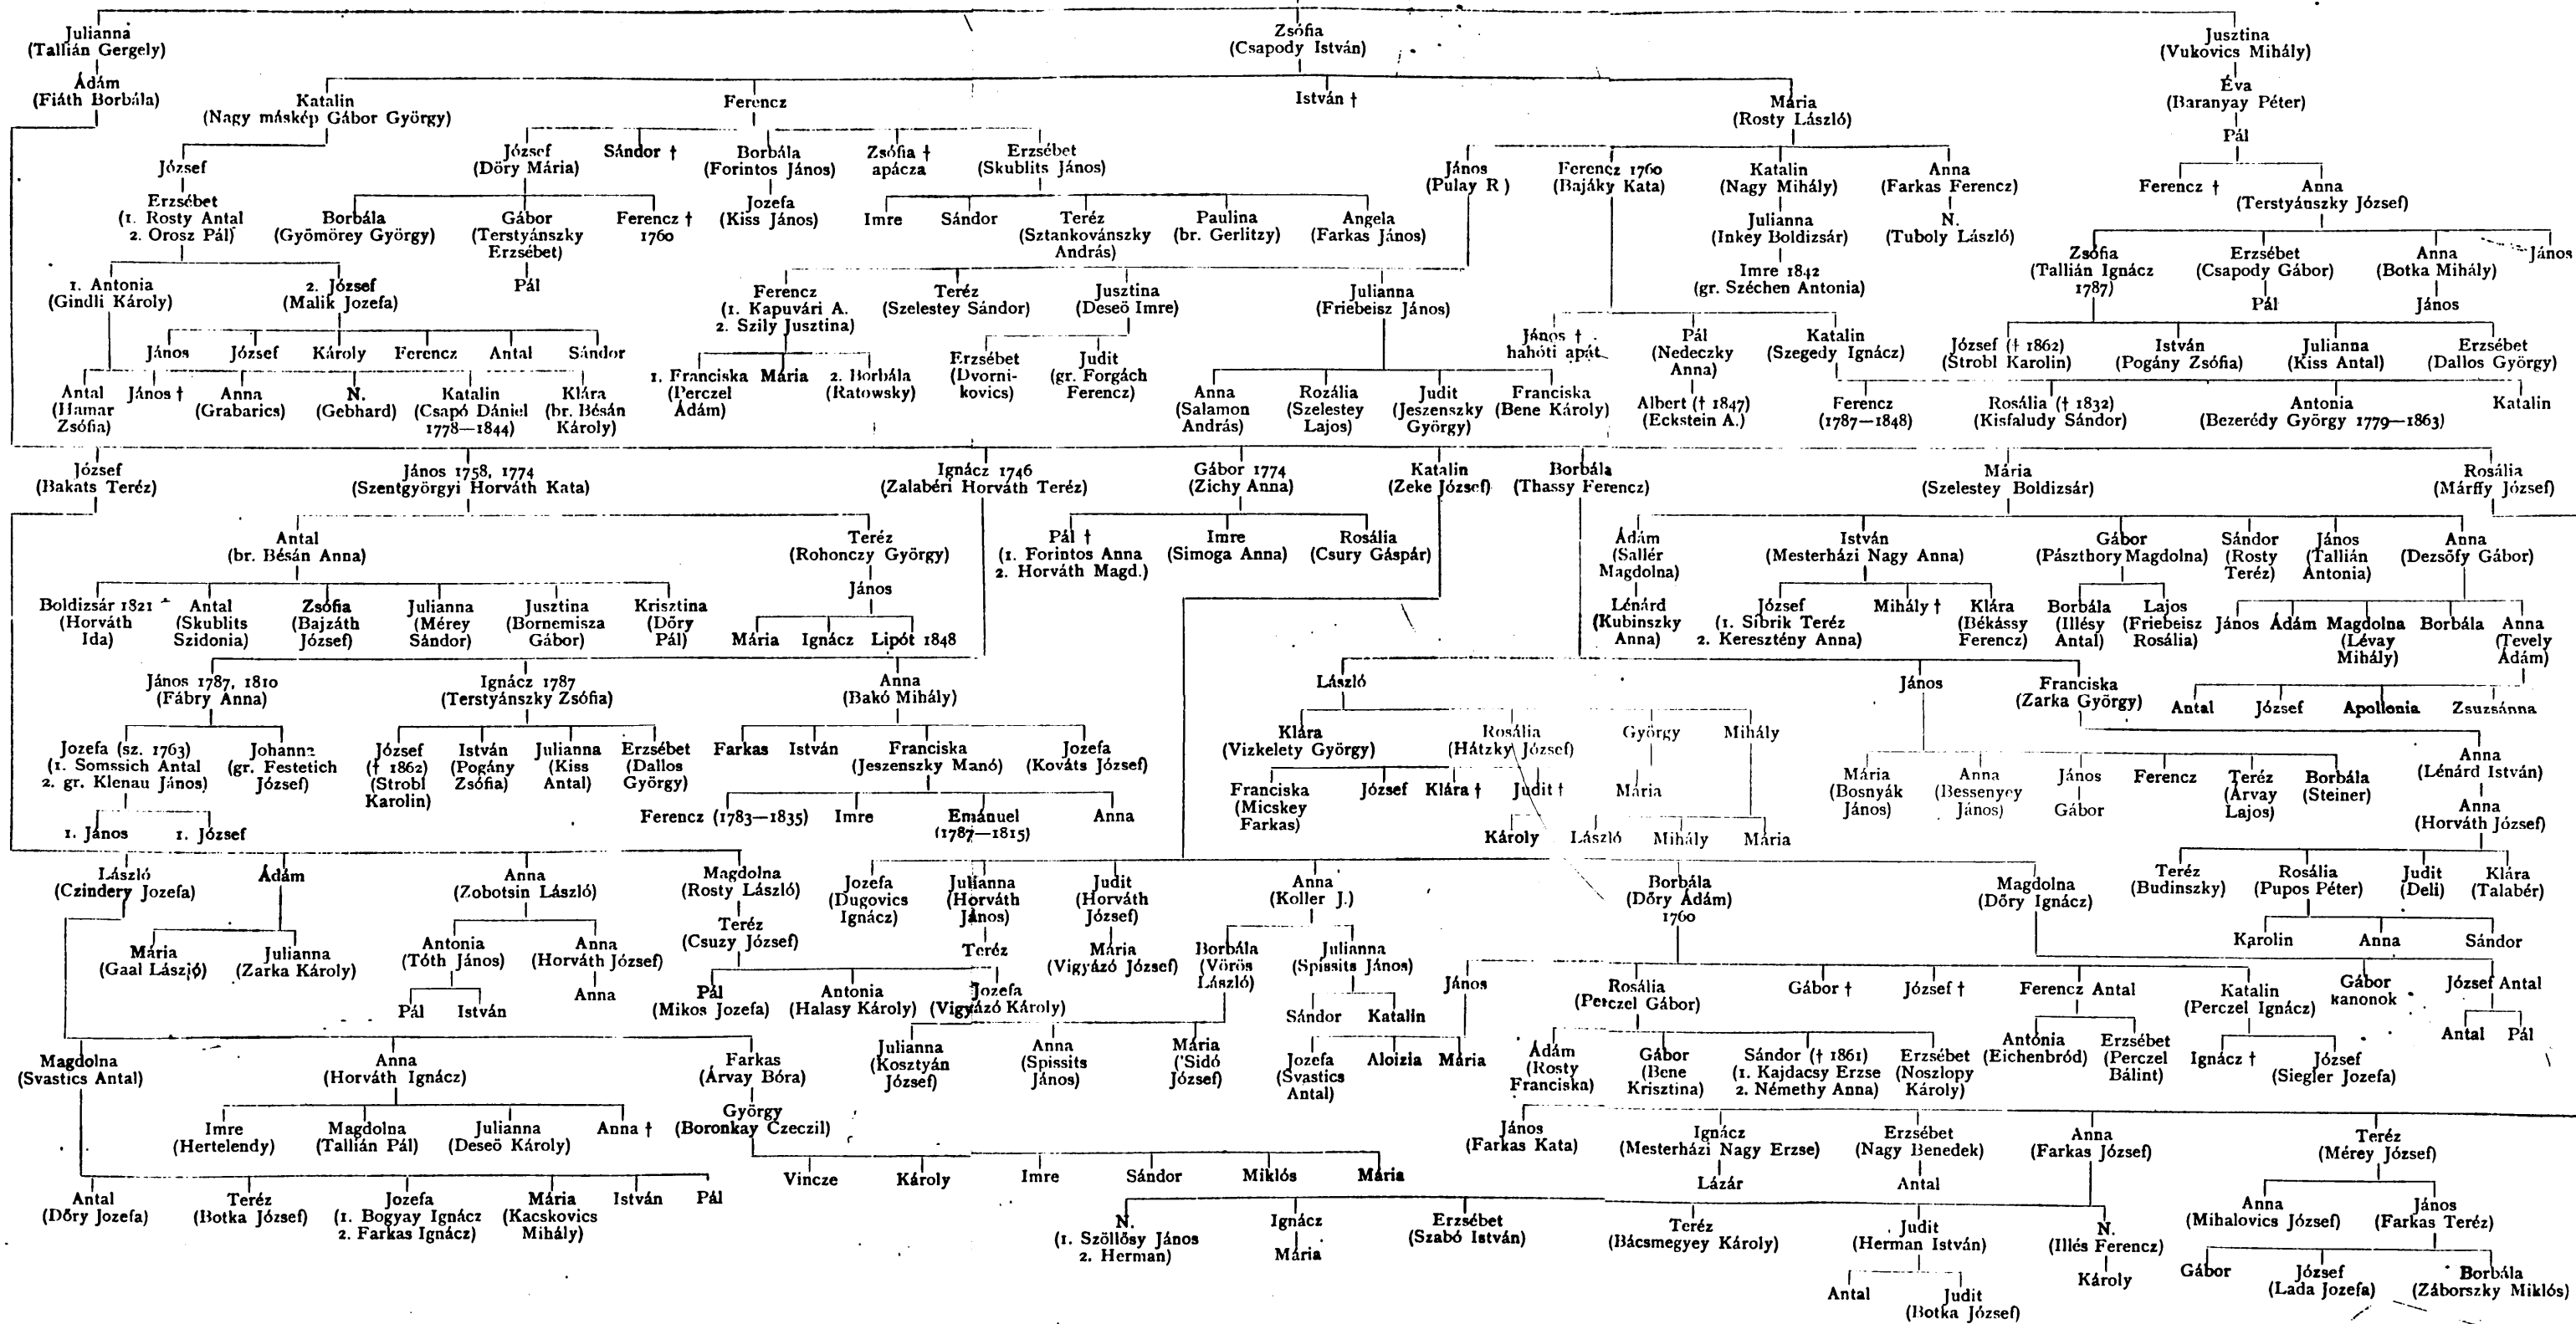 Julianna
(Tallián Gergely)
Zsófia
(Csapody István)
Jusztina
(Vukovics Mihály)
Ádám
(Fiáth Borbála)
Katalin
(Nagy máskép Gábor György)
Ferencz
István †
Mária
(Rosty László)
Éva
(Baranyay Péter)
József
József
(Dőry Mária)
Sándor †
Borbála
(Forintos János)
Zsófia †
apácza
Erzsébet
(Skublits János)
János
(Pulay R )
Ferencz 1760
(Bajáky Kata)
Katalin
(Nagy Mihály)
Anna
(Farkas Ferencz)
Pál
Ferencz †
Anna
(Terstyánszky József)
Erzsébet
(1. Rosty Antal
2. Orosz Pál)
Borbála
(Gyömörey György)
Gábor
(Terstyánszky
Erzsébet)
Ferencz †
1760
Jozefa
(Kiss János)
Imre
Sándor
Teréz
(Sztankovánszky
András)
Paulina
(br. Gerlitzy)
Angela
(Farkas János)
Julianna
(Inkey Boldizsár)
N.
(Tuboly László)
Zsófia
(Tallián Ignácz
1787)
Erzsébet
(Csapody Gábor)
Anna
(Botka Mihály)
János
1. Antonia
(Gindli Károly)
2. József
(Malik Jozefa)
Pál
Ferencz
(1. Kapuvári A.
2. Szily Jusztina)
Teréz
(Szelestey Sándor)
Jusztina
(Deseö Imre)
Julianna
(Friebeisz János)
Imre 1842
(gr. Széchen Antonia)
Pál
János
János
József
Károly
Ferencz
Antal
Sándor
1. Franciska
(Perczel
Ádám)
Mária
2. Borbála
(Ratowsky)
Erzsébet
(Dvorni-
kovics)
Judit
(gr. Forgách
Ferencz)
János †
hahóti apát
Pál
(Nedeczky
Anna)
Katalin
(Szegedy Ignácz)
József († 1862)
(Strobl Karolin)
István
(Pogány Zsófia)
Julianna
(Kiss Antal)
Erzsébet
(Dallos György)
Antal
(Hamar
Zsófia)
János †
Anna
(Grabarics)
N.
(Gebhard)
Katalin
(Csapó Dániel
1778—1844)
Klára
(br. Bésán
Károly)
Anna
(Salamon
András)
Rozália
(Szelestey
Lajos)
Judit
(Jeszenszky
György)
Franciska
(Bene Károly)
Albert († 1847)
(Eckstein A.)
Ferencz
(1787—1848)
Rosália († 1832)
(Kisfaludy Sándor)
Antonia
(Bezerédy György 1779—1863)
Katalin
József
(Bakats Teréz)
János 1758, 1774
(Szentgyörgyi Horváth Kata)
Ignácz 1746
(Zalabéri Horváth Teréz)
Gábor 1774
(Zichy Anna)
Katalin
(Zeke József)
Borbála
(Thassy Ferencz)
Mária
(Szelestey Boldizsár)
Rosália
(Márffy József)
Antal
(br. Bésán Anna)
Teréz
(Rohonczy György)
Pál †
(1. Forintos Anna
2. Horváth Magd.)
Imre
(Simoga Anna)
Rosália
(Csury Gáspár)
Ádám
(Sallér
Magdolna)
István
(Mesterházi Nagy Anna)
Gábor
(Pászthory Magdolna)
Sándor
(Rosty
Teréz)
János
(Tallián
Antonia)
Anna
(Dezsőfy Gábor)
Boldizsár 1821
(Horváth
Ida)
Antal
(Skublits
Szidonia)
Zsófia
(Bajzáth
József)
Julianna
(Mérey
Sándor)
Jusztina
(Bornemisza
Gábor)
Krisztina
(Dőry
Pál)
János
Mária
Ignácz
Lipót 1848
Lénárd
(Kubinszky
Anna)
József
(1. Sibrik Teréz
2. Keresztény Anna)
Mihály †
Klára
(Békássy
Ferencz)
Borbála
(Illésy
Antal)
Lajos
(Friebeisz
Rosália)
János
Ádám
Magdolna
(Lévay
Mihály)
Borbála
Anna
(Tevely
Ádám)
János 1787, 1810
(Fábry Anna)
Ignácz 1787
(Terstyánszky Zsófia)
Anna
(Bakó Mihály)
László
János
Franciska
(Zarka György)
Antal
József
Apollonia
Zsuzsánna
Jozefa (sz. 1763)
(1. Somssich Antal
2. gr. Klenau János)
Johanna
(gr. Festetich
József)
József
(† 1862)
(Strobl
Karolin)
István
(Pogány
Zsófia)
Julianna
(Kiss
Antal)
Erzsébet
(Dallos
György)
Farkas
István
Franciska
(Jeszenszky Manó)
Jozefa
(Kováts József)
Klára
(Vizkelety György)
Rosália
(Hátzky József)
György
Mihály
Mária
(Bosnyák
János)
Anna
(Bessenyey
János)
János
Gábor
Ferencz
Teréz
(Árvay
Lajos)
Borbála
(Steiner)
Anna
(Lénárd István)
1. János
1. József
Ferencz (1783—1835)
Imre
Emánuel
(1787—1815)
Anna
Franciska
(Micskey
Farkas)
József
Klára †
Judit †
Mária
Károly
László
Mihály
Mária
Anna
(Horváth József)
László
(Czindery Jozefa)
Ádám
Anna
(Zobotsin László)
Magdolna
(Rosty László)
Jozefa
(Dugovics
Ignácz)
Julianna
(Horváth
János)
Judit
(Horváth
József)
Anna
(Koller J.)
Borbála
(Dőry Ádám)
1760
Magdolna
(Dőry Ignácz)
Teréz
(Budinszky)
Rosália
(Pupos Péter)
Judit
(Deli)
Klára
(Talabér)
Mária
(Gaal László)
Julianna
(Zarka Károly)
Antonia
(Tóth János)
Anna
(Horváth József)
Teréz
(Csuzy József)
Teréz
Mária
(Vigyázó József)
Borbála
(Vörös
László)
Julianna
(Spissits János)
Karolin
Anna
Sándor
Pál
István
Anna
Pál
(Mikos Jozefa)
Antonia
(Halasy Károly)
Jozefa
(Vigyázó Károly)
Sándor
Katalin
János
Rosália
(Perczel Gábor)
Gábor †
József †
Ferencz Antal
Katalin
(Perczel Ignácz)
Gábor
kanonok
József Antal
Magdolna
(Svastics Antal)
Anna
(Horváth Ignácz)
Farkas
(Árvay Bóra)
Julianna
(Kosztyán
József)
Anna
(Spissits
János)
Mária
('Sidó
József)
Jozefa
(Svastics
Antal)
Aloizia
Mária
Ádám
(Rosty
Franciska)
Gábor
(Bene
Krisztina)
Sándor († 1861)
(1. Kajdacsy Erzse
2. Némethy Anna)
Erzsébet
(Noszlopy
Károly)
Antónia
(Eichenbród)
Erzsébet
(Perczel
Bálint)
Ignácz †
József
(Siegler Jozefa)
Antal
Pál
Imre
(Hertelendy)
Magdolna
(Tallián Pál)
Julianna
(Deseö Károly)
Anna †
György
(Boronkay Czeczil)
János
(Farkas Kata)
Ignácz
(Mesterházi Nagy Erzse)
Erzsébet
(Nagy Benedek)
Anna
(Farkas József)
Teréz
(Mérey József)
Vincze
Károly
Imre
Sándor
Miklós
Mária
Lázár
Antal
Antal
(Dőry Jozefa)
Teréz
(Botka József)
Jozefa
(1. Bogyay Ignácz
2. Farkas Ignácz)
Mária
(Kacskovics
Mihály)
István
Pál
N.
(1. Szöllősy János
2. Herman)
Ignácz
Mária
Erzsébet
(Szabó István)
Teréz
(Bácsmegyey Károly)
Judit
(Herman István)
N.
(Illés Ferencz)
Anna
(Mihalovics József)
János
(Farkas Teréz)
Antal
Judit
(Botka József)
Károly
Gábor
József
(Lada Jozefa)
Borbála
(Záborszky Miklós)